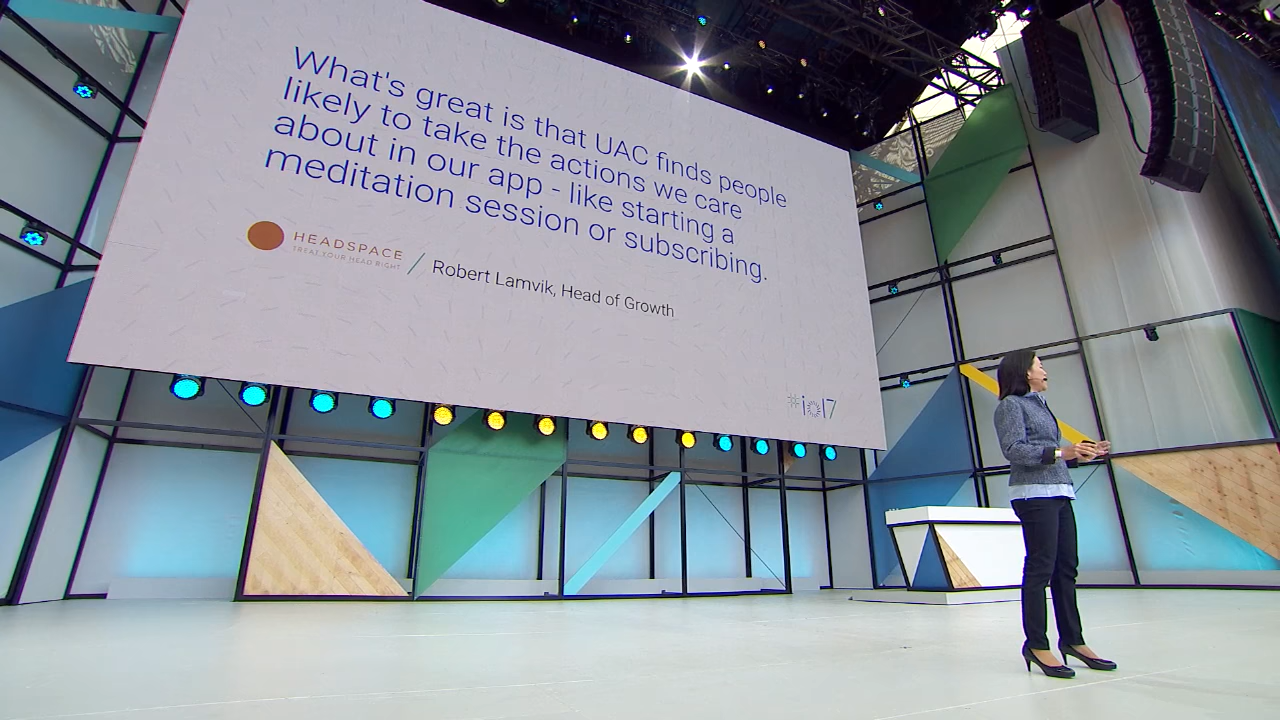 What's great is that UAC finds people
likely to take the actions we care
about in our app - like starting a
meditation session or subscribing.
HEADSPACE
TREAT YOUR HEAD RIGHT
/ Robert Lamvik, Head of Growth
#io17